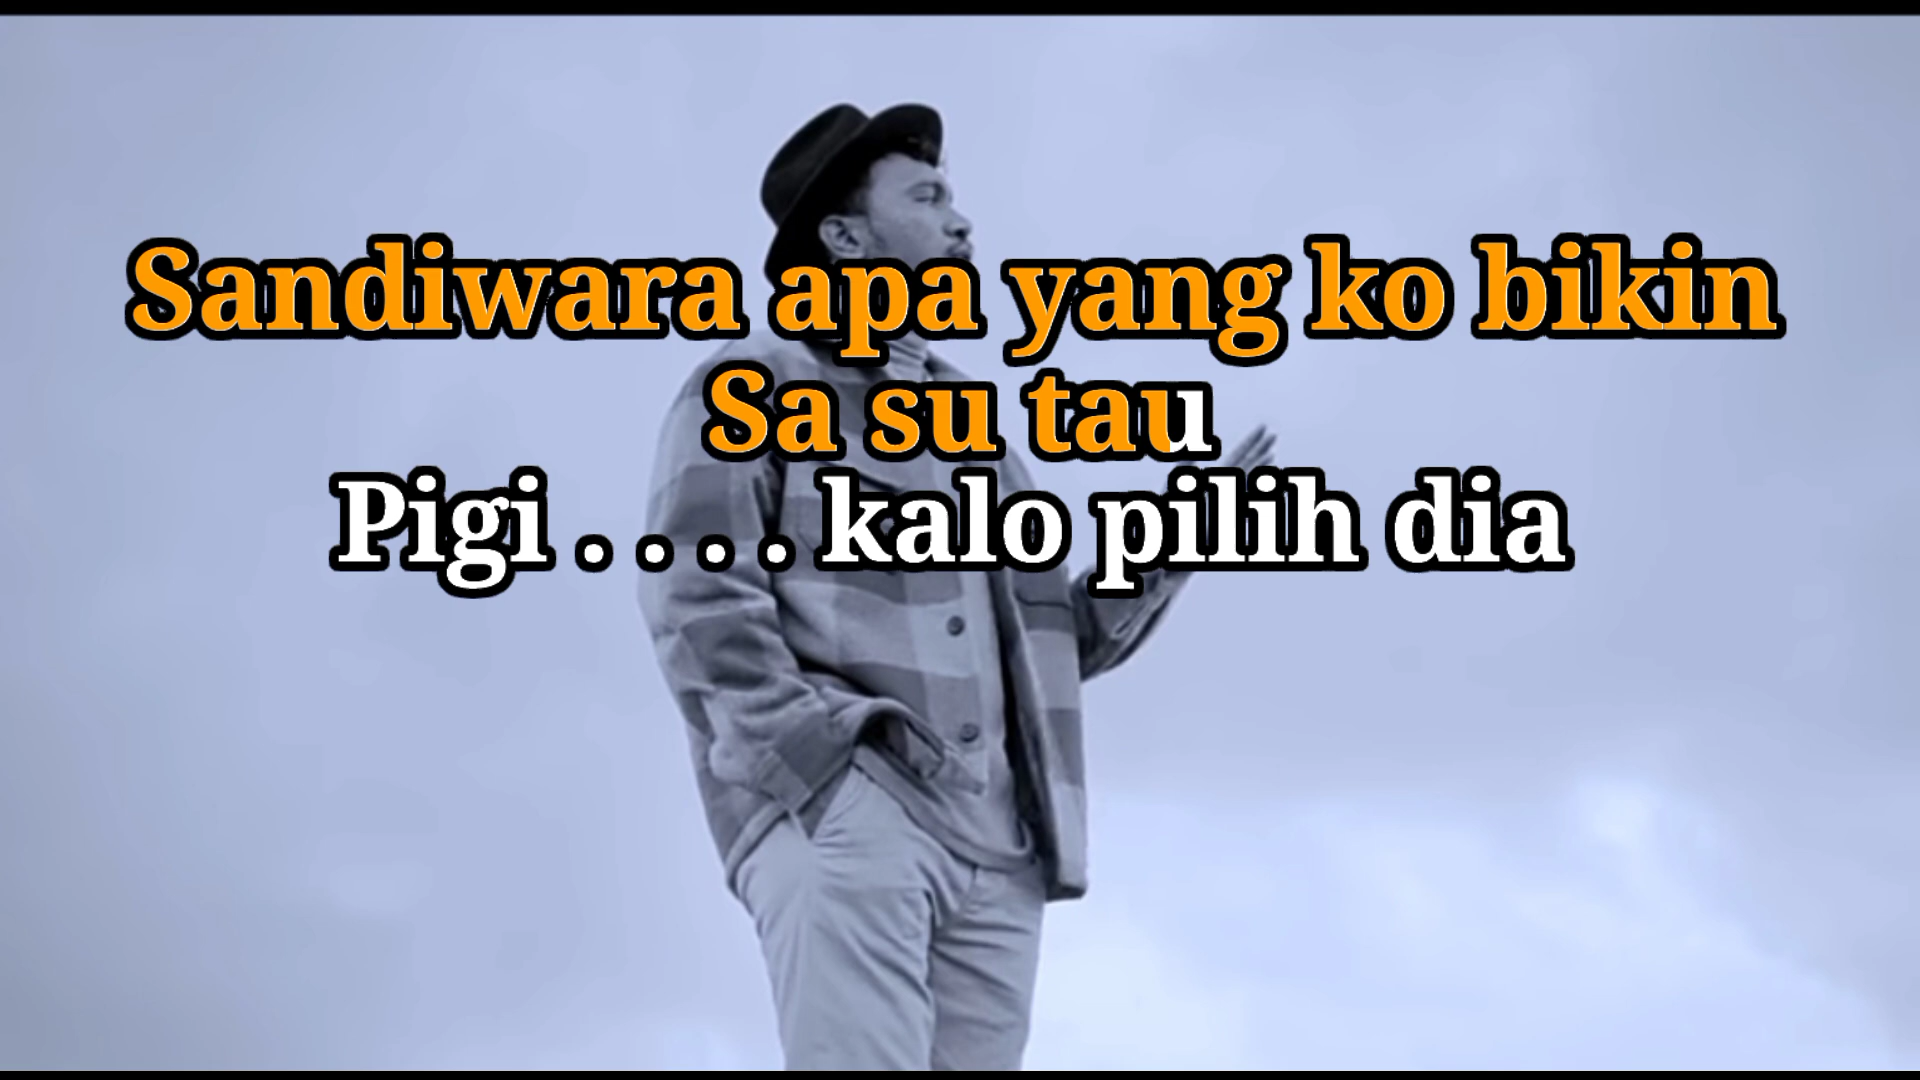 Sandiwara apa yang ko bikin
Sa su tau
Pigi . . . . kalo pilih dia